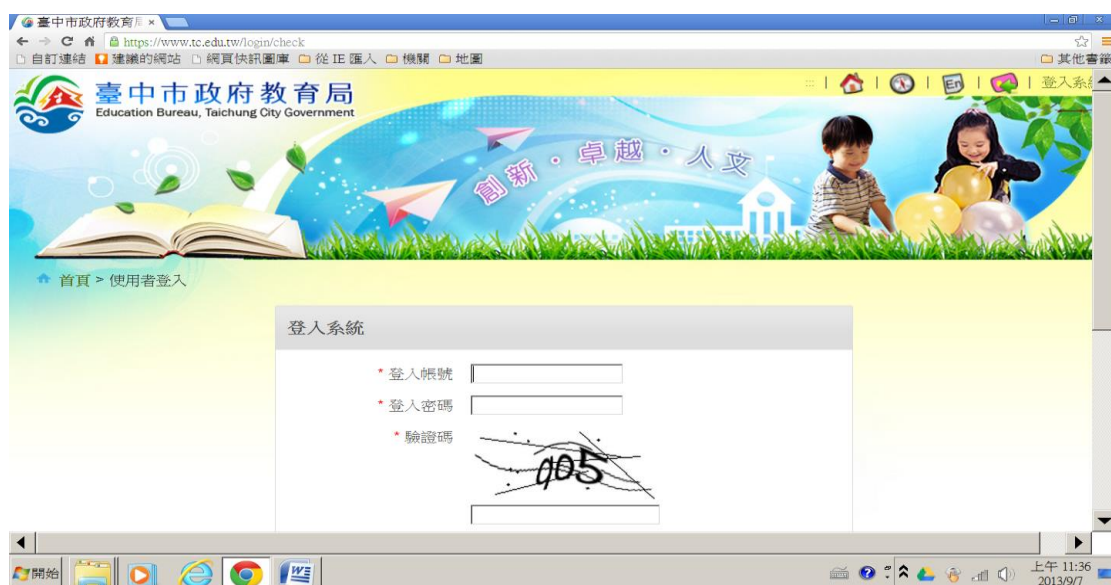 臺中市政府教育局 ×
https://www.tc.edu.tw/login/check
自訂連結 建議的網站 網頁快訊圖庫 從 IE 匯入 機關 地圖 其他書籤
臺中市政府教育局
Education Bureau, Taichung City Government
::: | | | En | | 登入系統
創新・卓越・人文
首頁 > 使用者登入
登入系統
* 登入帳號
* 登入密碼
* 驗證碼
開始
上午 11:36
2013/9/7